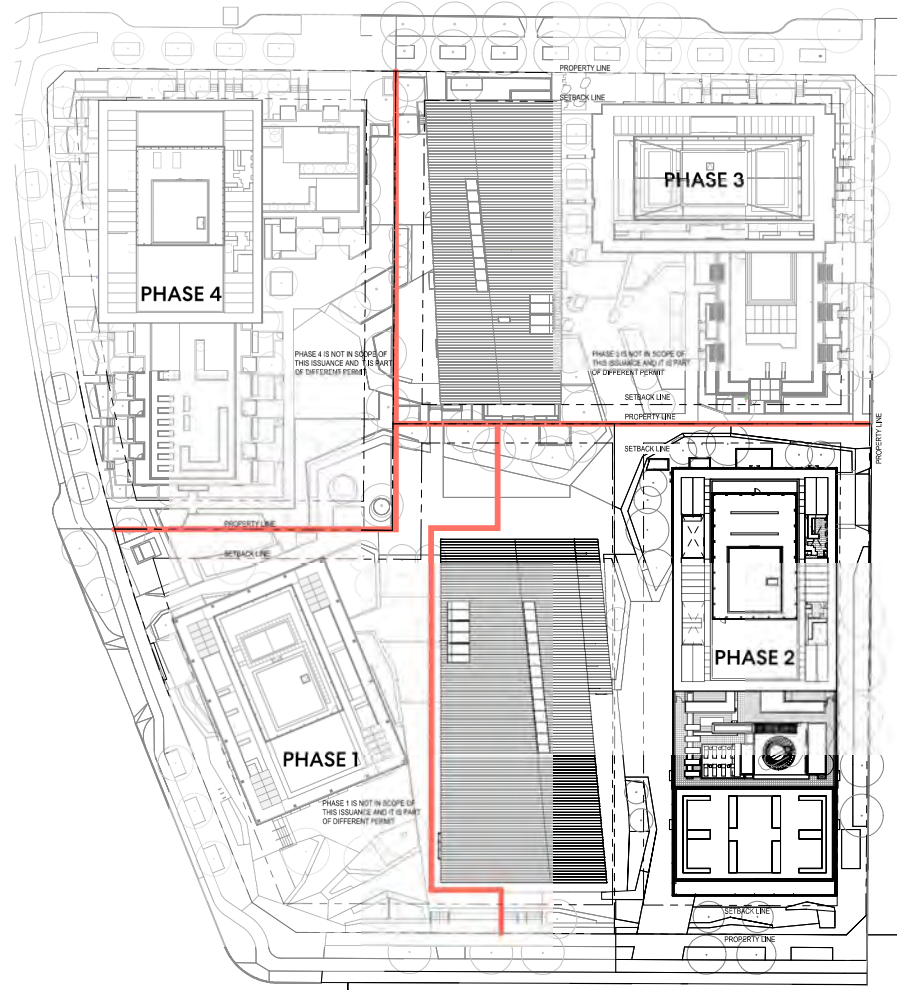 PROPERTY LINE
SETBACK LINE
PHASE 3
PHASE 4
PHASE 4 IS NOT IN SCOPE OF
THIS ISSUANCE AND IT IS PART
OF DIFFERENT PERMIT
PHASE 3 IS NOT IN SCOPE OF
THIS ISSUANCE AND IT IS PART
OF DIFFERENT PERMIT
SETBACK LINE
PROPERTY LINE
PROPERTY LINE
SETBACK LINE
PROPERTY LINE
SETBACK LINE
PHASE 2
PHASE 1
PHASE 1 IS NOT IN SCOPE OF
THIS ISSUANCE AND IT IS PART
OF DIFFERENT PERMIT
SETBACK LINE
PROPERTY LINE